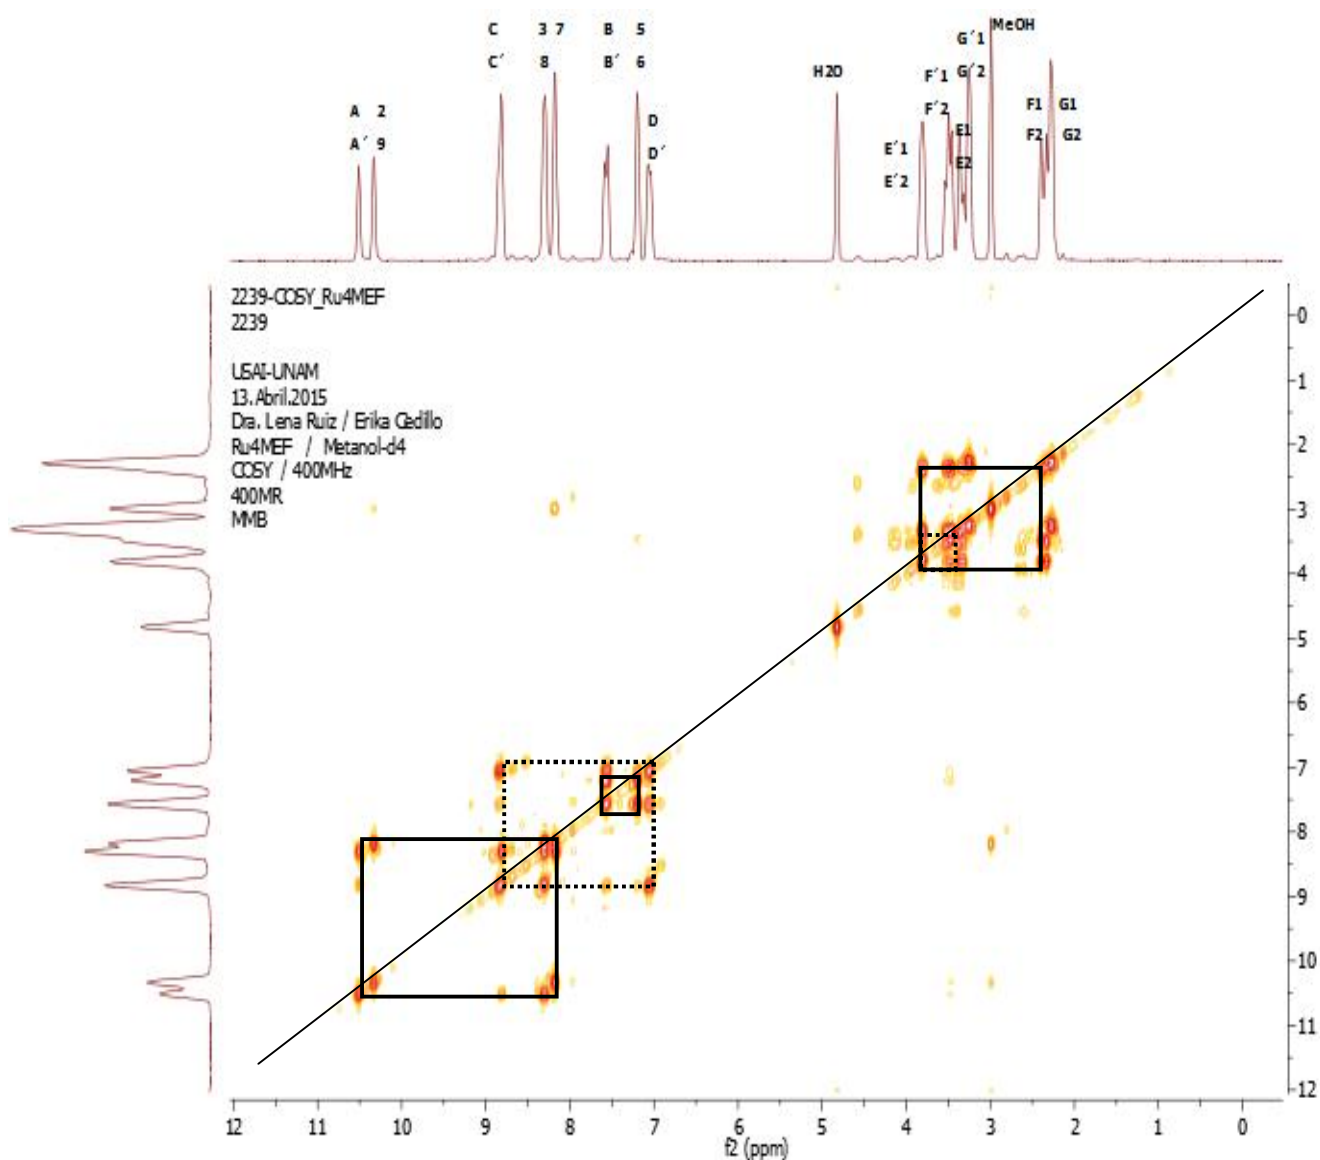 MeOH
C 3 7 B 5
G´1
C´ 8 B´ 6
H2O F´1 G´2
A 2 F´2 F1 G1
D E1
A´ 9 E´1 F2 G2
D´ E2
E´2
2239-COSY_Ru4MEF
2239
USAI-UNAM
13.Abril.2015
Dra. Lena Ruiz / Erika Cedillo
Ru4MEF / Metanol-d4
COSY / 400MHz
400MR
MMB
0
1
2
3
4
5
6
7
8
9
10
11
12
12 11 10 9 8 7 6 5 4 3 2 1 0
f2 (ppm)